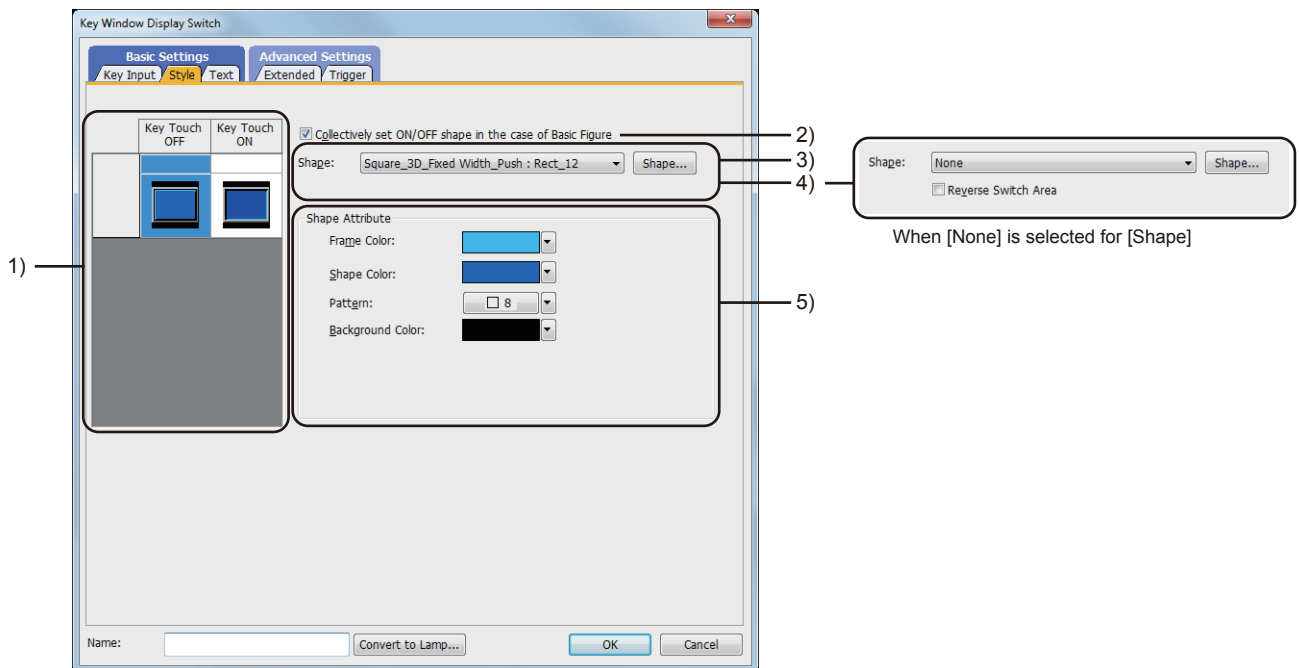 Key Window Display Switch
Basic Settings Advanced Settings
Key Input Style Text Extended Trigger
Key Touch OFF Key Touch ON
Collectively set ON/OFF shape in the case of Basic Figure
2)
Shape: Square_3D_Fixed Width_Push : Rect_12 Shape...
3)
4)
Shape: None Shape...
Reverse Switch Area
When [None] is selected for [Shape]
1)
Shape Attribute
Frame Color:
Shape Color:
Pattern: 8
Background Color:
5)
Name: Convert to Lamp... OK Cancel